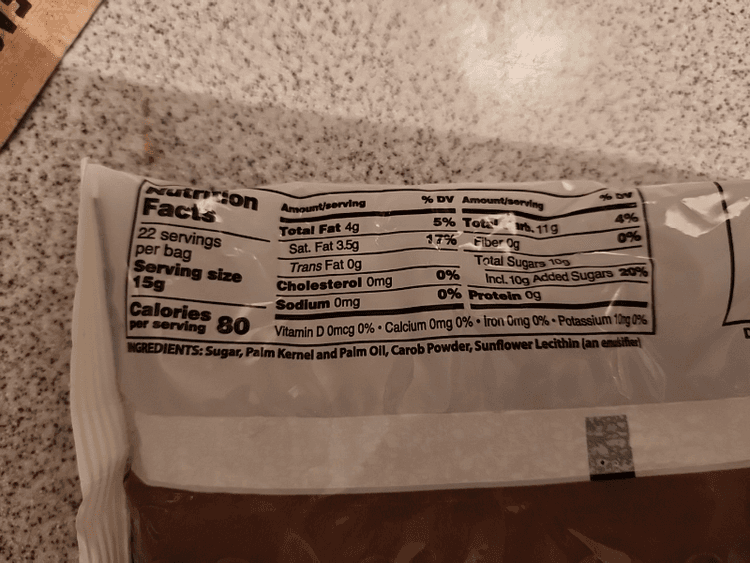 Nutrition
Facts
22 servings
per bag
Serving size
15g
Calories
per serving 80
Amount/serving % DV
Total Fat 4g 5%
Sat. Fat 3.5g 17%
Trans Fat 0g
Cholesterol 0mg 0%
Sodium 0mg 0%
Amount/serving % DV
Total arb. 11g 4%
Fiber 0g 0%
Total Sugars 10g
Incl. 10g Added Sugars 20%
Protein 0g
Vitamin D 0mcg 0% • Calcium 0mg 0% • Iron 0mg 0% • Potassium 10mg 0%
INGREDIENTS: Sugar, Palm Kernel and Palm Oil, Carob Powder, Sunflower Lecithin (an emulsifier)